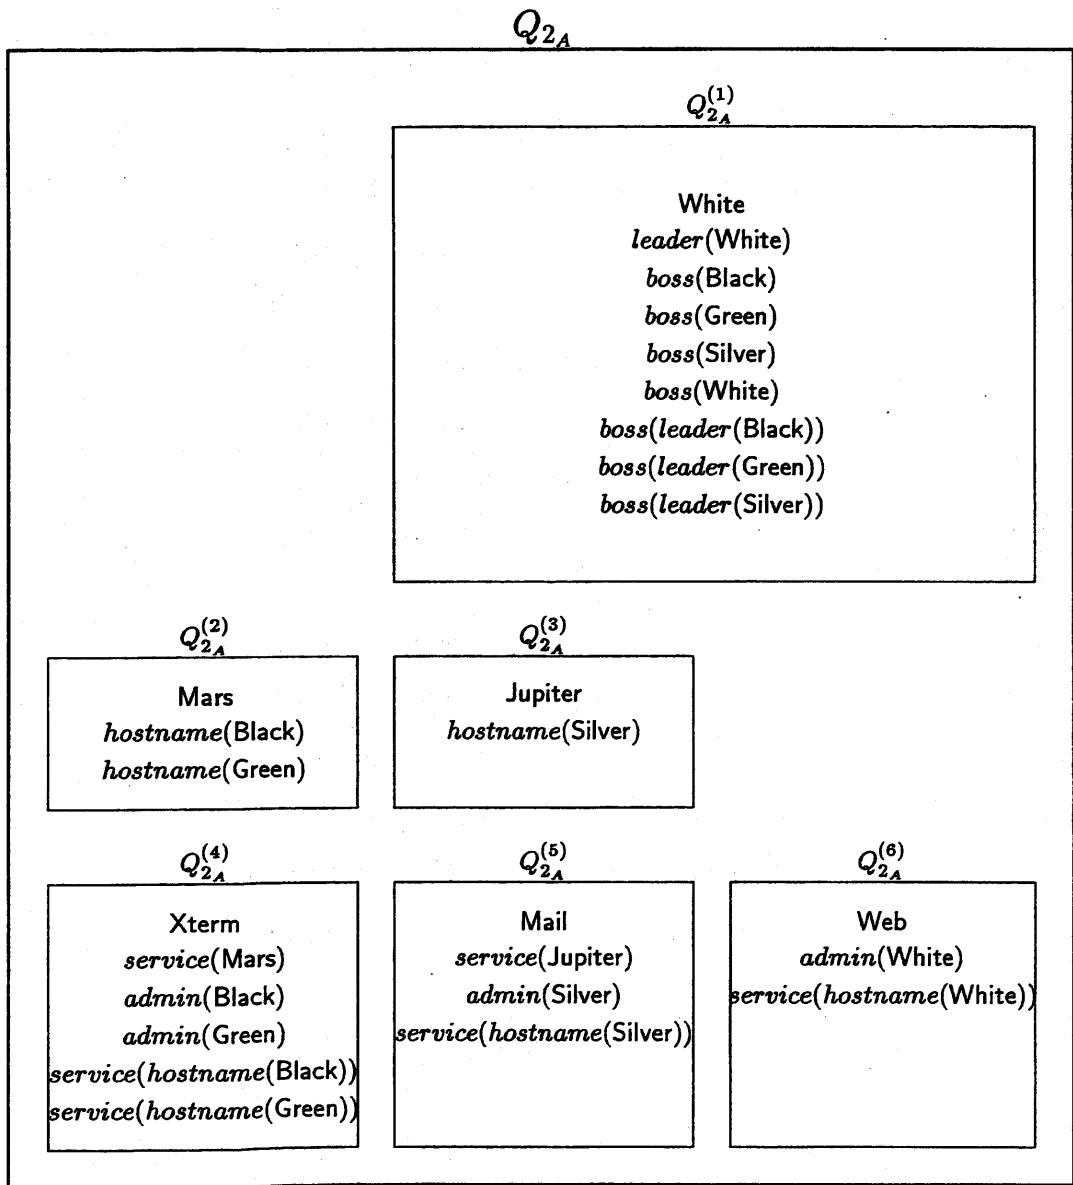 Q_{2_A}
Q_{2_A}^{(1)}
White
leader(White)
boss(Black)
boss(Green)
boss(Silver)
boss(White)
boss(leader(Black))
boss(leader(Green))
boss(leader(Silver))
Q_{2_A}^{(2)}
Mars
hostname(Black)
hostname(Green)
Q_{2_A}^{(3)}
Jupiter
hostname(Silver)
Q_{2_A}^{(4)}
Xterm
service(Mars)
admin(Black)
admin(Green)
service(hostname(Black))
service(hostname(Green))
Q_{2_A}^{(5)}
Mail
service(Jupiter)
admin(Silver)
service(hostname(Silver))
Q_{2_A}^{(6)}
Web
admin(White)
service(hostname(White))